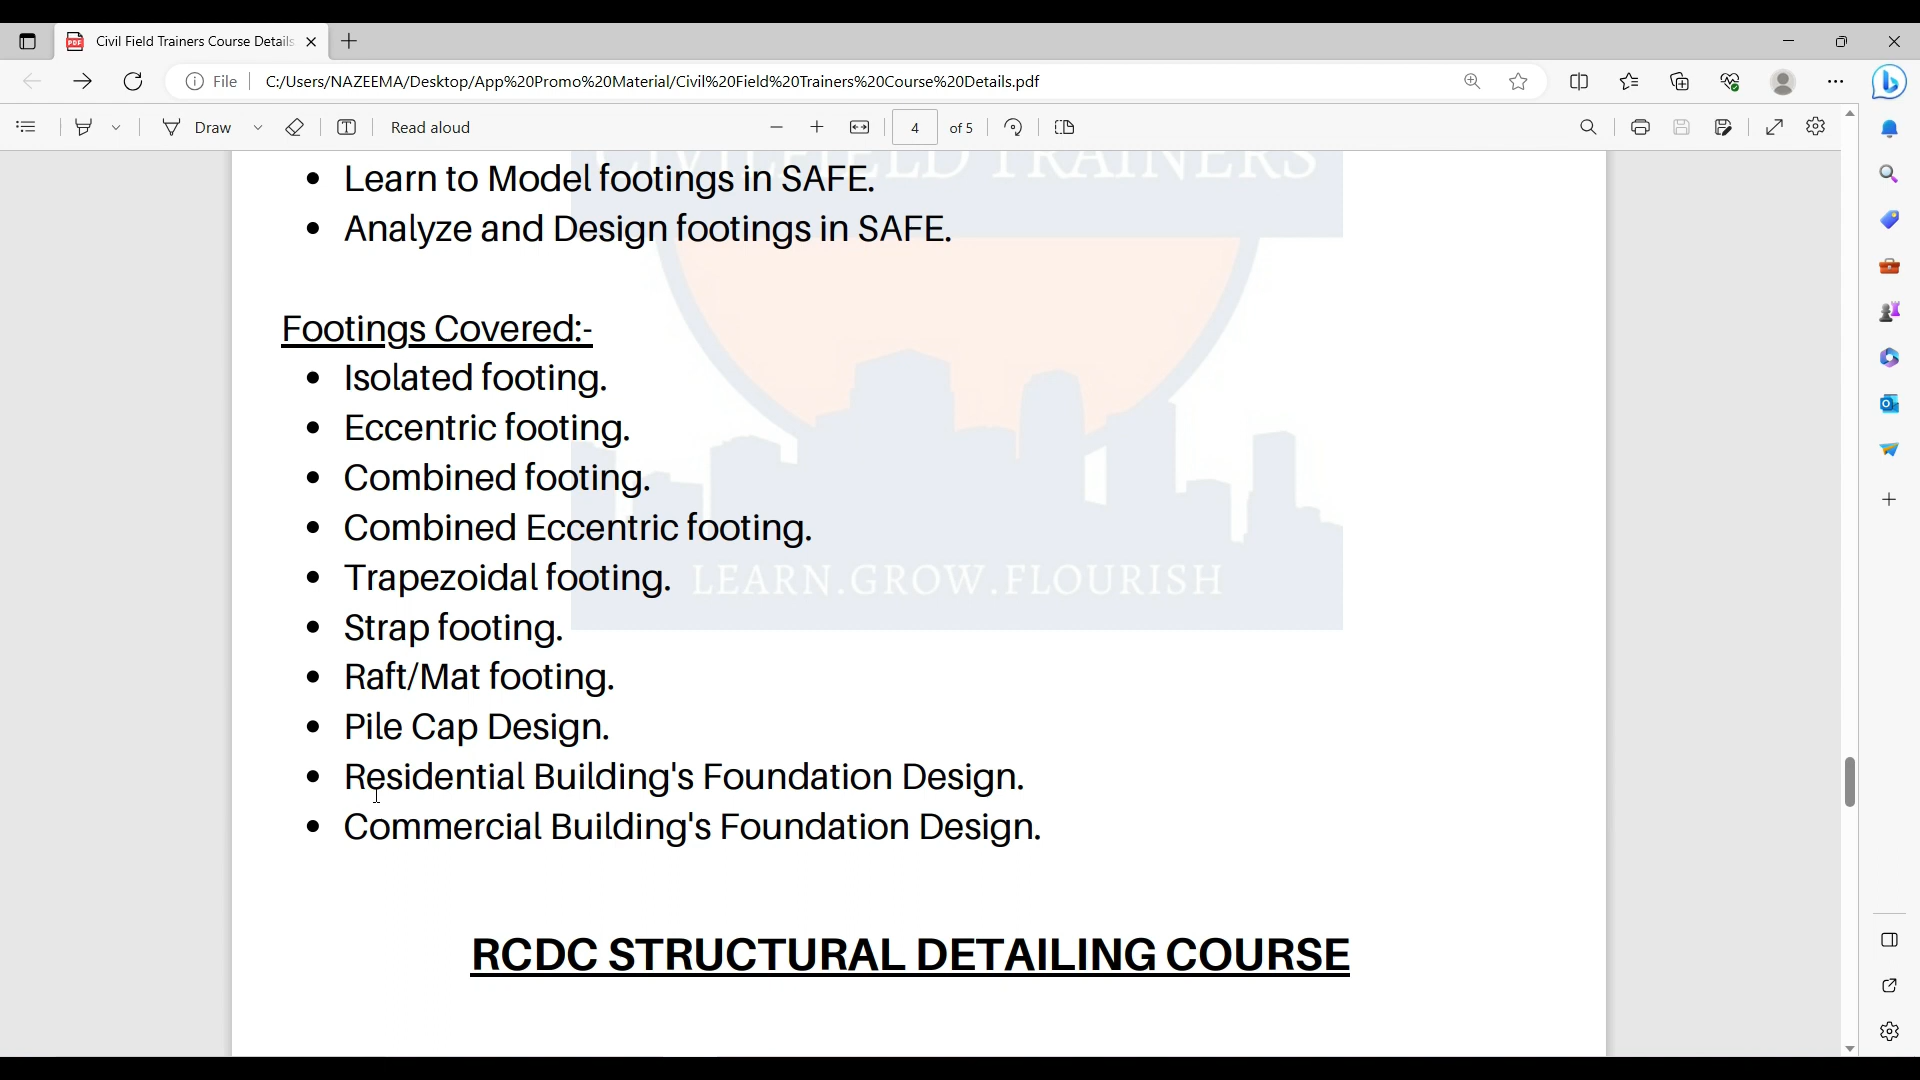 Civil Field Trainers Course Details
File
C:/Users/NAZEEMA/Desktop/App%20Promo%20Material/Civil%20Field%20Trainers%20Course%20Details.pdf
Draw
Read aloud
4
of 5
CIVILFIELD TRAINERS
• Learn to Model footings in SAFE.
• Analyze and Design footings in SAFE.
Footings Covered:-
• Isolated footing.
• Eccentric footing.
• Combined footing.
• Combined Eccentric footing.
• Trapezoidal footing.
LEARN.GROW.FLOURISH
• Strap footing.
• Raft/Mat footing.
• Pile Cap Design.
• Residential Building's Foundation Design.
• Commercial Building's Foundation Design.
RCDC STRUCTURAL DETAILING COURSE